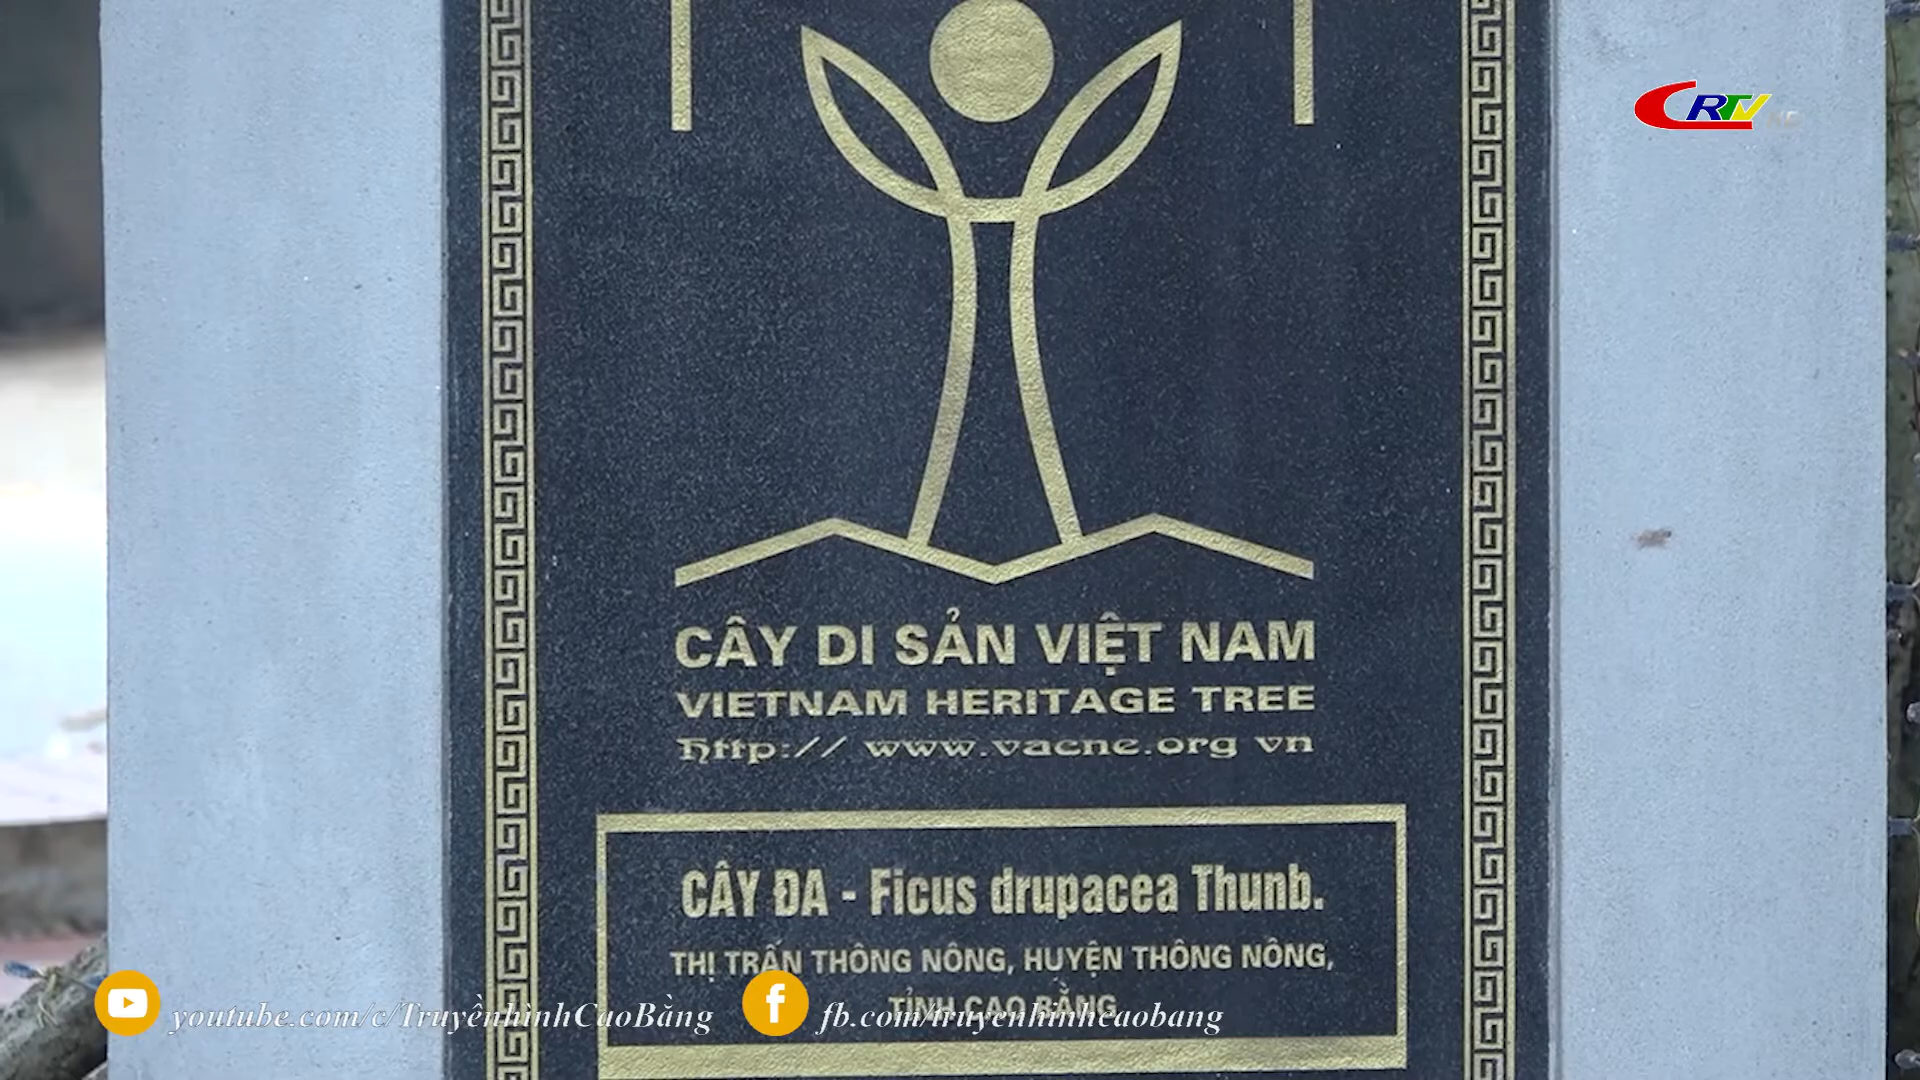 CRTV
CÂY DI SẢN VIỆT NAM
VIETNAM HERITAGE TREE
http:// www.vacne.org vn
CÂY ĐA - Ficus drupacea Thunb.
THỊ TRẤN THÔNG NÔNG, HUYỆN THÔNG NÔNG,
TỈNH CAO BẰNG
youtube.com/c/TruyềnhìnhCaoBằng
fb.com/truyenhinhcaobang